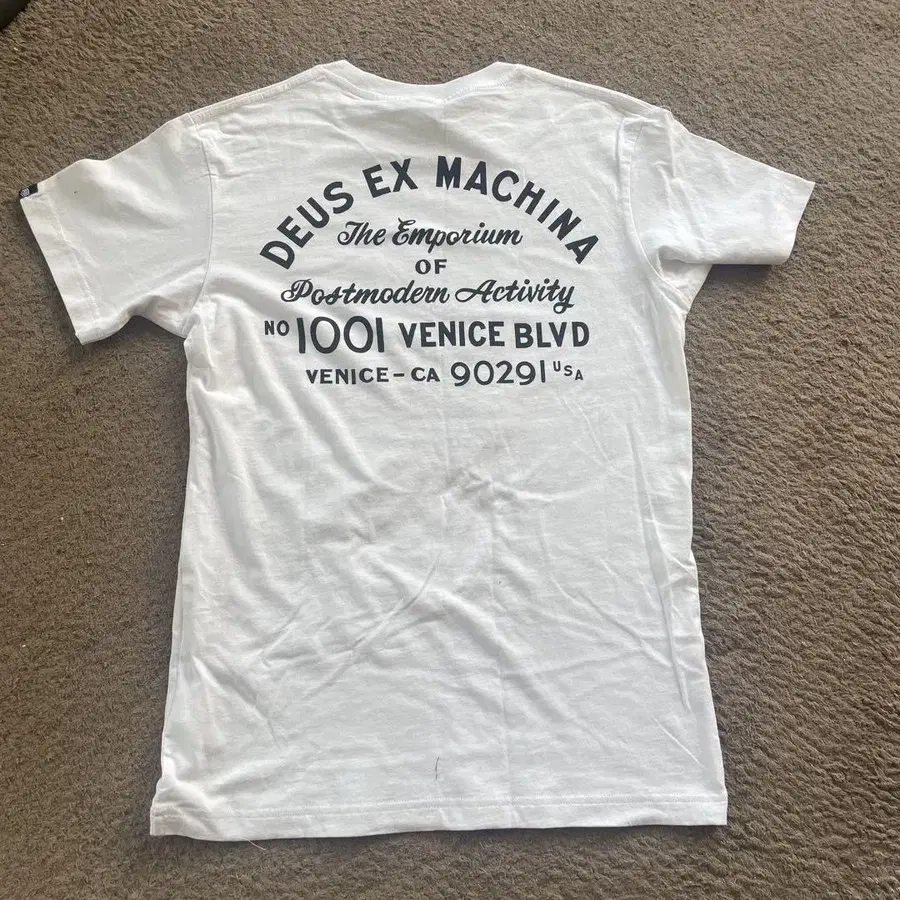 DEUS EX MACHINA
The Emporium
OF
Postmodern Activity
NO 1001 VENICE BLVD
VENICE - CA 90291 USA